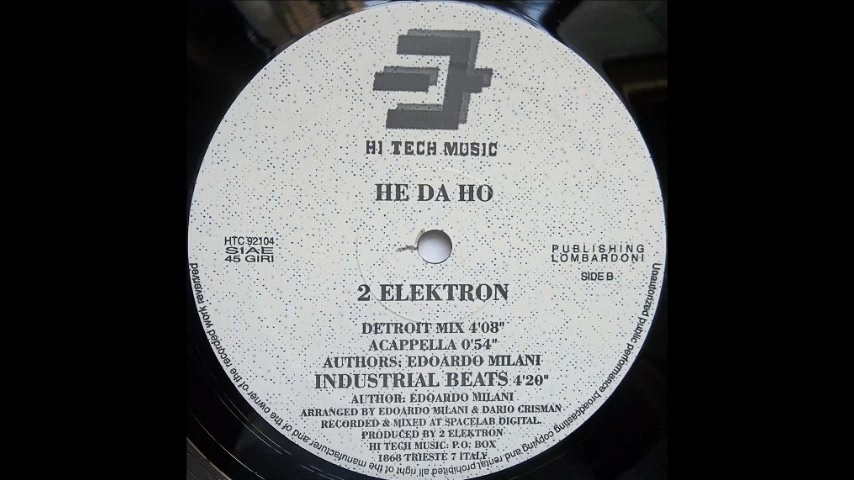 HI TECH MUSIC
HE DA HO
HTC 92104
SIAE
45 GIRI
PUBLISHING
LOMBARDONI
SIDE B
2 ELEKTRON
DETROIT MIX 4'08"
ACAPPELLA 0'54"
AUTHORS: EDOARDO MILANI
INDUSTRIAL BEATS 4'20"
AUTHOR: EDOARDO MILANI
ARRANGED BY EDOARDO MILANI & DARIO CRISMAN
RECORDED & MIXED AT SPACELAB DIGITAL
PRODUCED BY 2 ELEKTRON
HI TECH MUSIC: P.O. BOX
1868 TRIESTE 7 ITALY
Unautorized public performance broadcasting copying and rental prohibited all right of the manufacturer and of the owner of the recorded work reverved